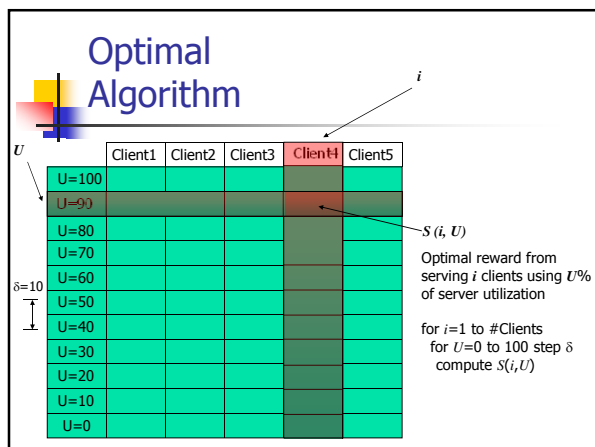 Optimal
Algorithm
i
U
Client1 Client2 Client3 Client4 Client5
U=100
U=90
U=80
U=70
U=60
U=50
U=40
U=30
U=20
U=10
U=0
δ=10
S(i, U)
Optimal reward from
serving i clients using U%
of server utilization
for i=1 to #Clients
for U=0 to 100 step δ
compute S(i,U)